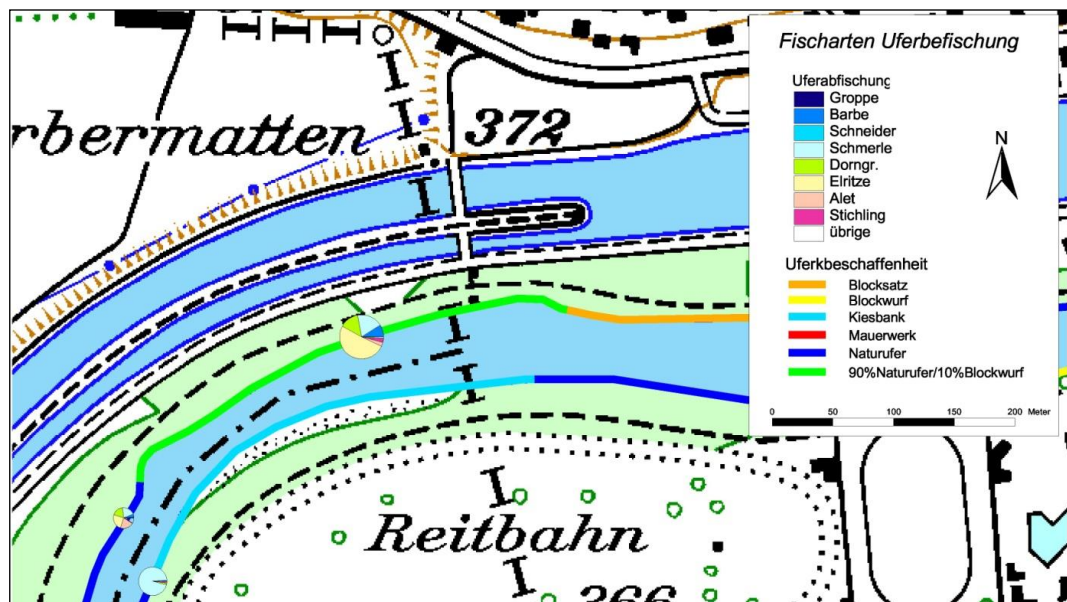 Fischarten Uferbefischung
Uferabfischung
Groppe
Barbe
Schneider
Schmerle
Dorngr.
Elritze
Alet
Stichling
übrige
N
Uferkbeschaffenheit
Blocksatz
Blockwurf
Kiesbank
Mauerwerk
Naturufer
90%Naturufer/10%Blockwurf
0 50 100 150 200 Meter
rbermatten
372
Reitbahn
366